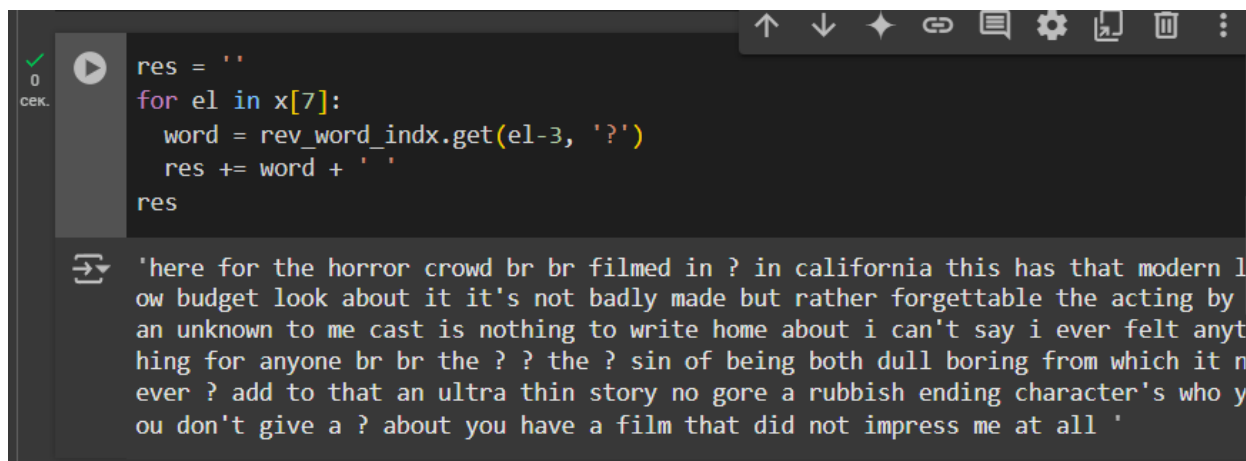 0
сек.
res = ''
for el in x[7]:
  word = rev_word_indx.get(el-3, '?')
  res += word + ' '
res
'here for the horror crowd br br filmed in ? in california this has that modern l
ow budget look about it it's not badly made but rather forgettable the acting by
an unknown to me cast is nothing to write home about i can't say i ever felt anyt
hing for anyone br br the ? ? the ? sin of being both dull boring from which it n
ever ? add to that an ultra thin story no gore a rubbish ending character's who y
ou don't give a ? about you have a film that did not impress me at all '